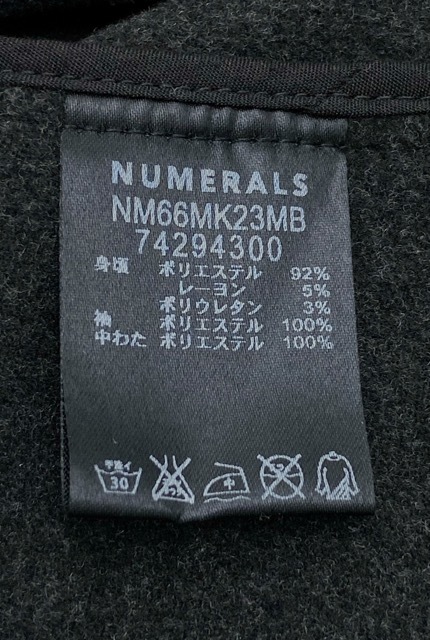 NUMERALS
NM66MK23MB
74294300
身頃 ポリエステル 92%
レーヨン 5%
ポリウレタン 3%
袖 ポリエステル 100%
中わた ポリエステル 100%
手洗イ 30 中